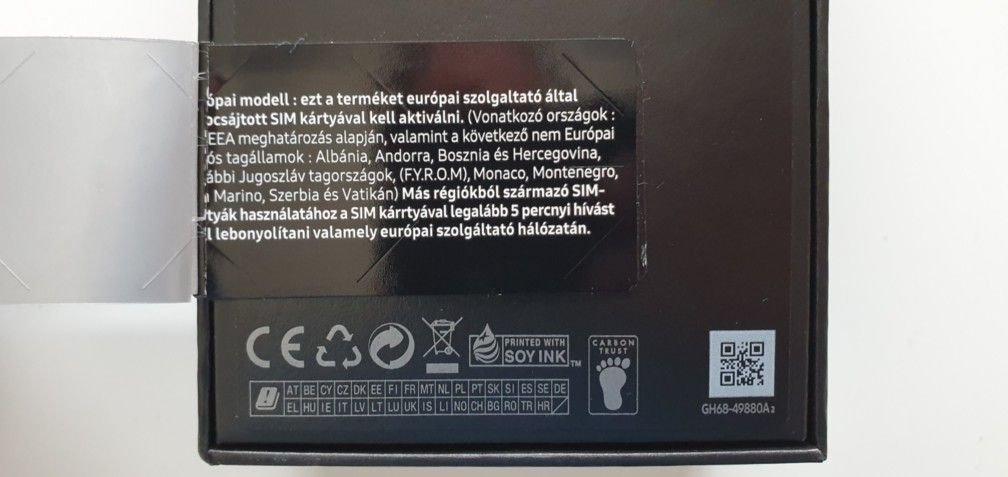 ópai modell : ezt a terméket európai szolgaltató által
ocsájtott SIM kártyával kell aktiválni. (Vonatkozó országok :
EEA meghatározás alapján, valamint a következő nem Európai
ós tagállamok : Albánia, Andorra, Bosznia és Hercegovina,
ábbi Jugoszláv tagországok, (F.Y.R.O.M), Monaco, Montenegro,
Marino, Szerbia és Vatikán) Más régiókból származó SIM-
tyák használatához a SIM kárrtyával legalább 5 percnyi hívást
l lebonyolítani valamely európai szolgáltató hálózatán.
CE
PRINTED WITH
SOY INK TM
CARBON
TRUST
AT BE CY CZ DK EE FI FR MT NL PL PT SK SI ES SE DE
EL HU IE IT LV LT LU UK IS LI NO CH BG RO TR HR
GH68-49880A2